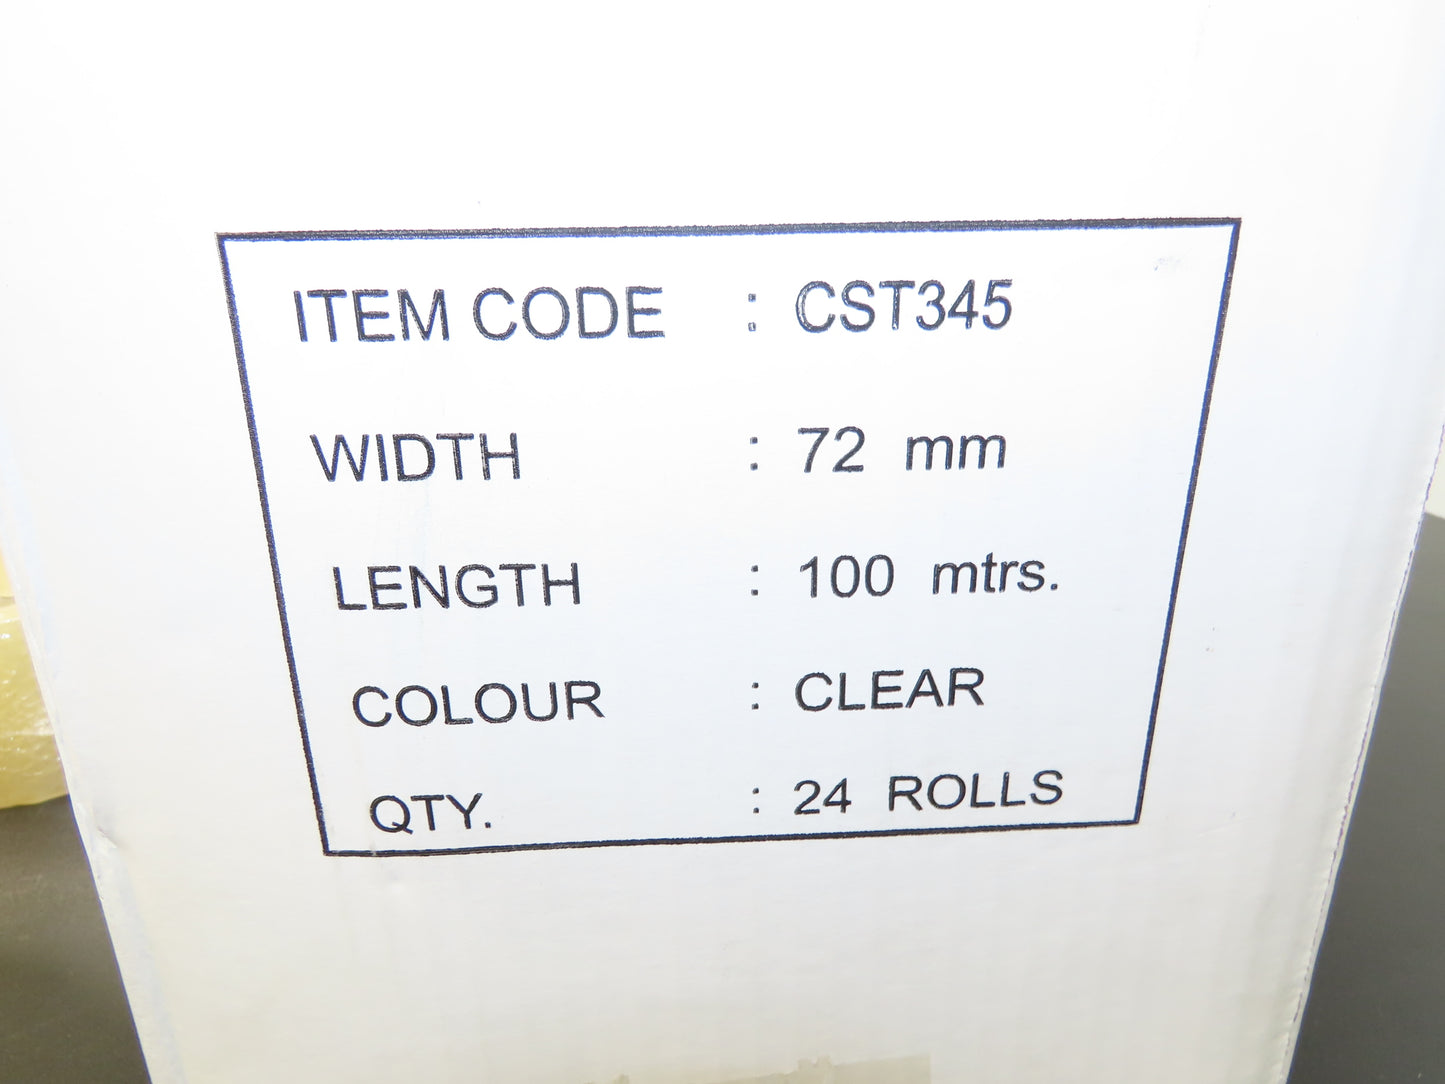 ITEM CODE : CST345
WIDTH : 72 mm
LENGTH : 100 mtrs.
COLOUR : CLEAR
QTY. : 24 ROLLS